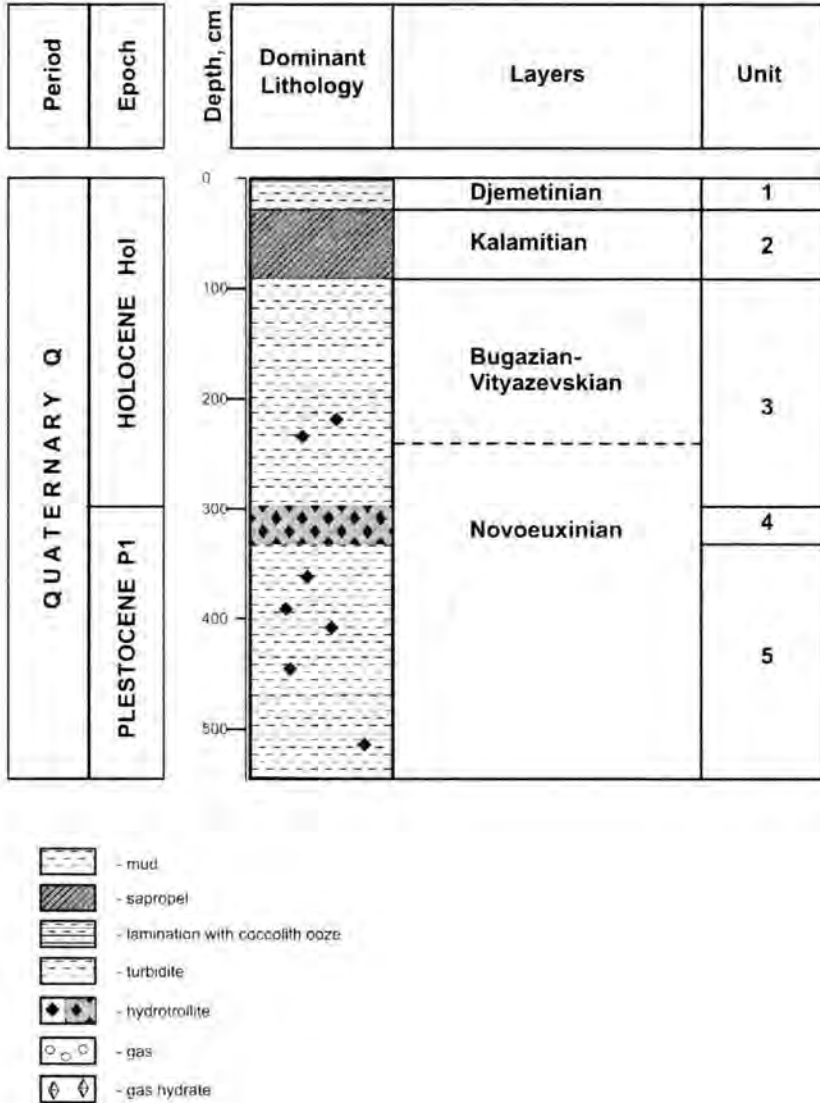 Period
Epoch
Depth, cm
Dominant
Lithology
Layers
Unit
QUATERNARY Q
HOLOCENE Hol
PLESTOCENE P1
0
100
200
300
400
500
Djemetinian
Kalamitian
Bugazian-
Vityazevskian
Novoeuxinian
1
2
3
4
5
- mud
- sapropel
- lamination with coccolith ooze
- turbidite
- hydrotrollite
- gas
- gas hydrate